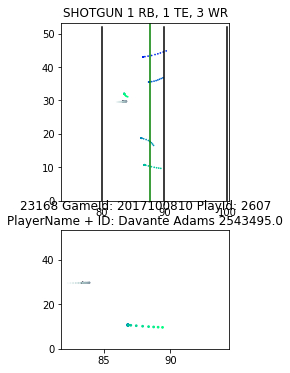 SHOTGUN 1 RB, 1 TE, 3 WR
50
40
30
20
10
0
80 90 100
23168 GameId: 2017100810 PlayId: 2607
PlayerName + ID: Davante Adams 2543495.0
40
20
0
85 90